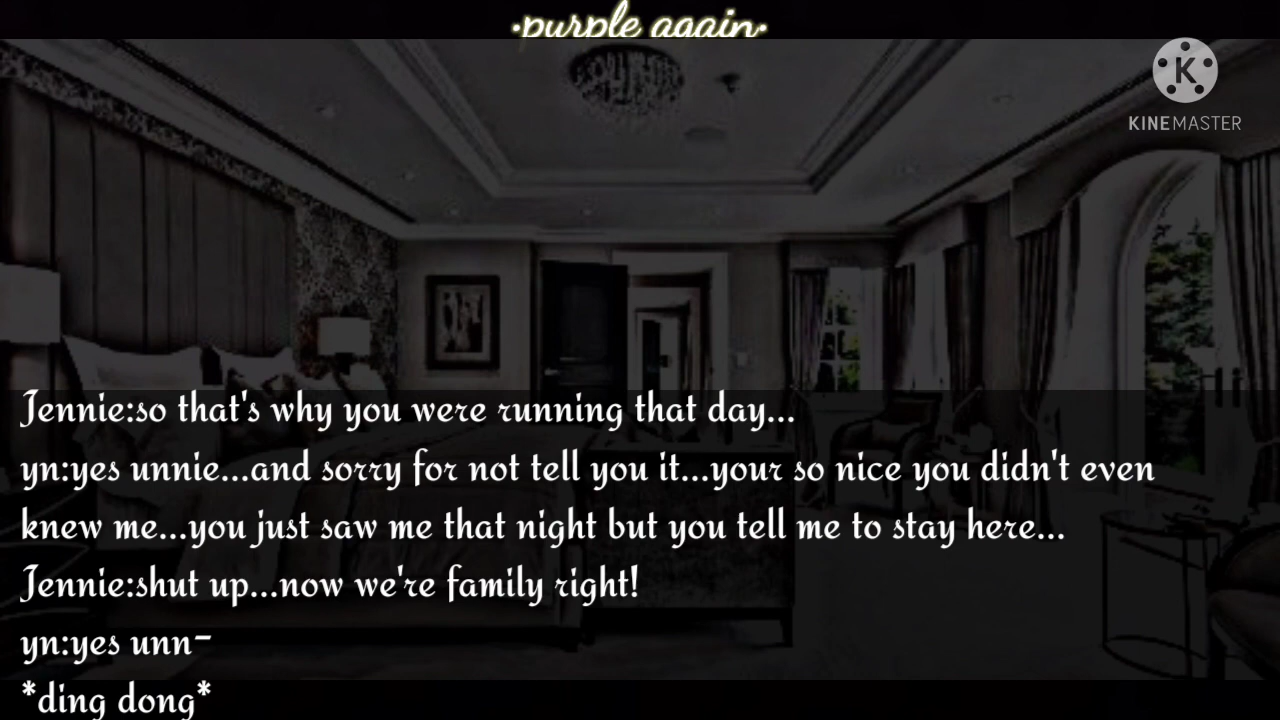 ·purple again·
KINEMASTER
Jennie:so that's why you were running that day...
yn:yes unnie...and sorry for not tell you it...your so nice you didn't even
knew me...you just saw me that night but you tell me to stay here...
Jennie:shut up...now we're family right!
yn:yes unn-
*ding dong*